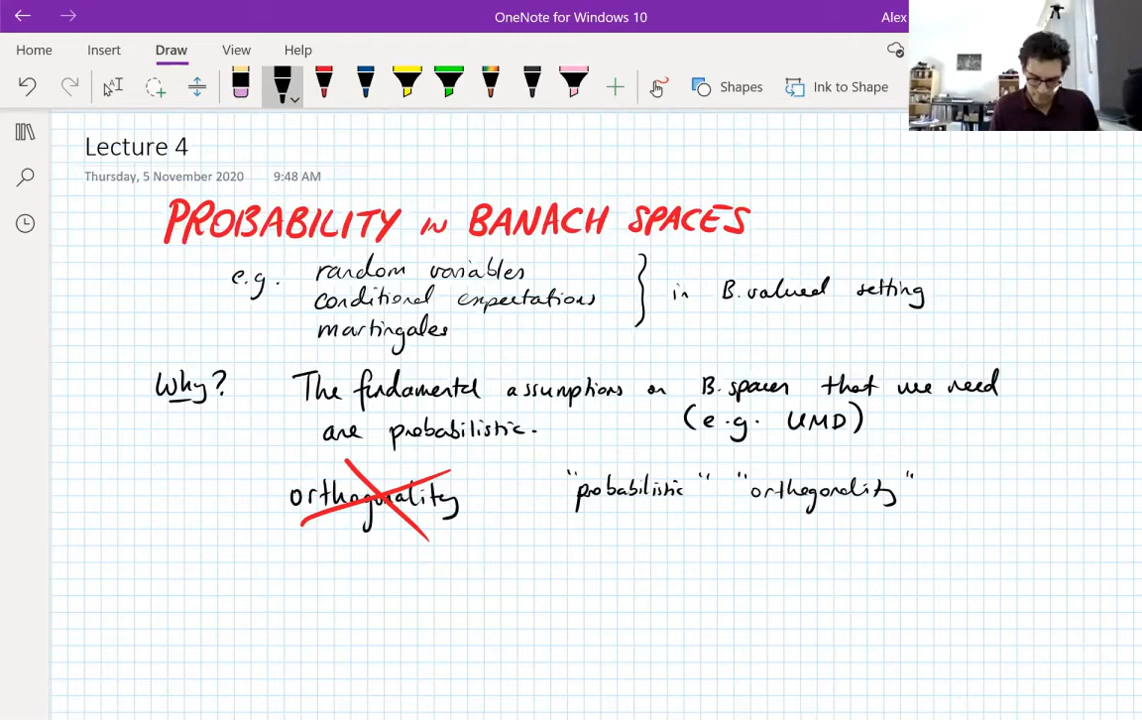 OneNote for Windows 10
Alex
Home Insert Draw View Help
Shapes Ink to Shape
Lecture 4
Thursday, 5 November 2020 9:48 AM
PROBABILITY in BANACH SPACES
e.g. random variables
conditional expectations
martingales
in B.valued setting
Why? The fundamental assumptions on B. spaces that we need
are probabilistic. (e.g. UMD)
orthogonality "probabilistic" "orthogonality"